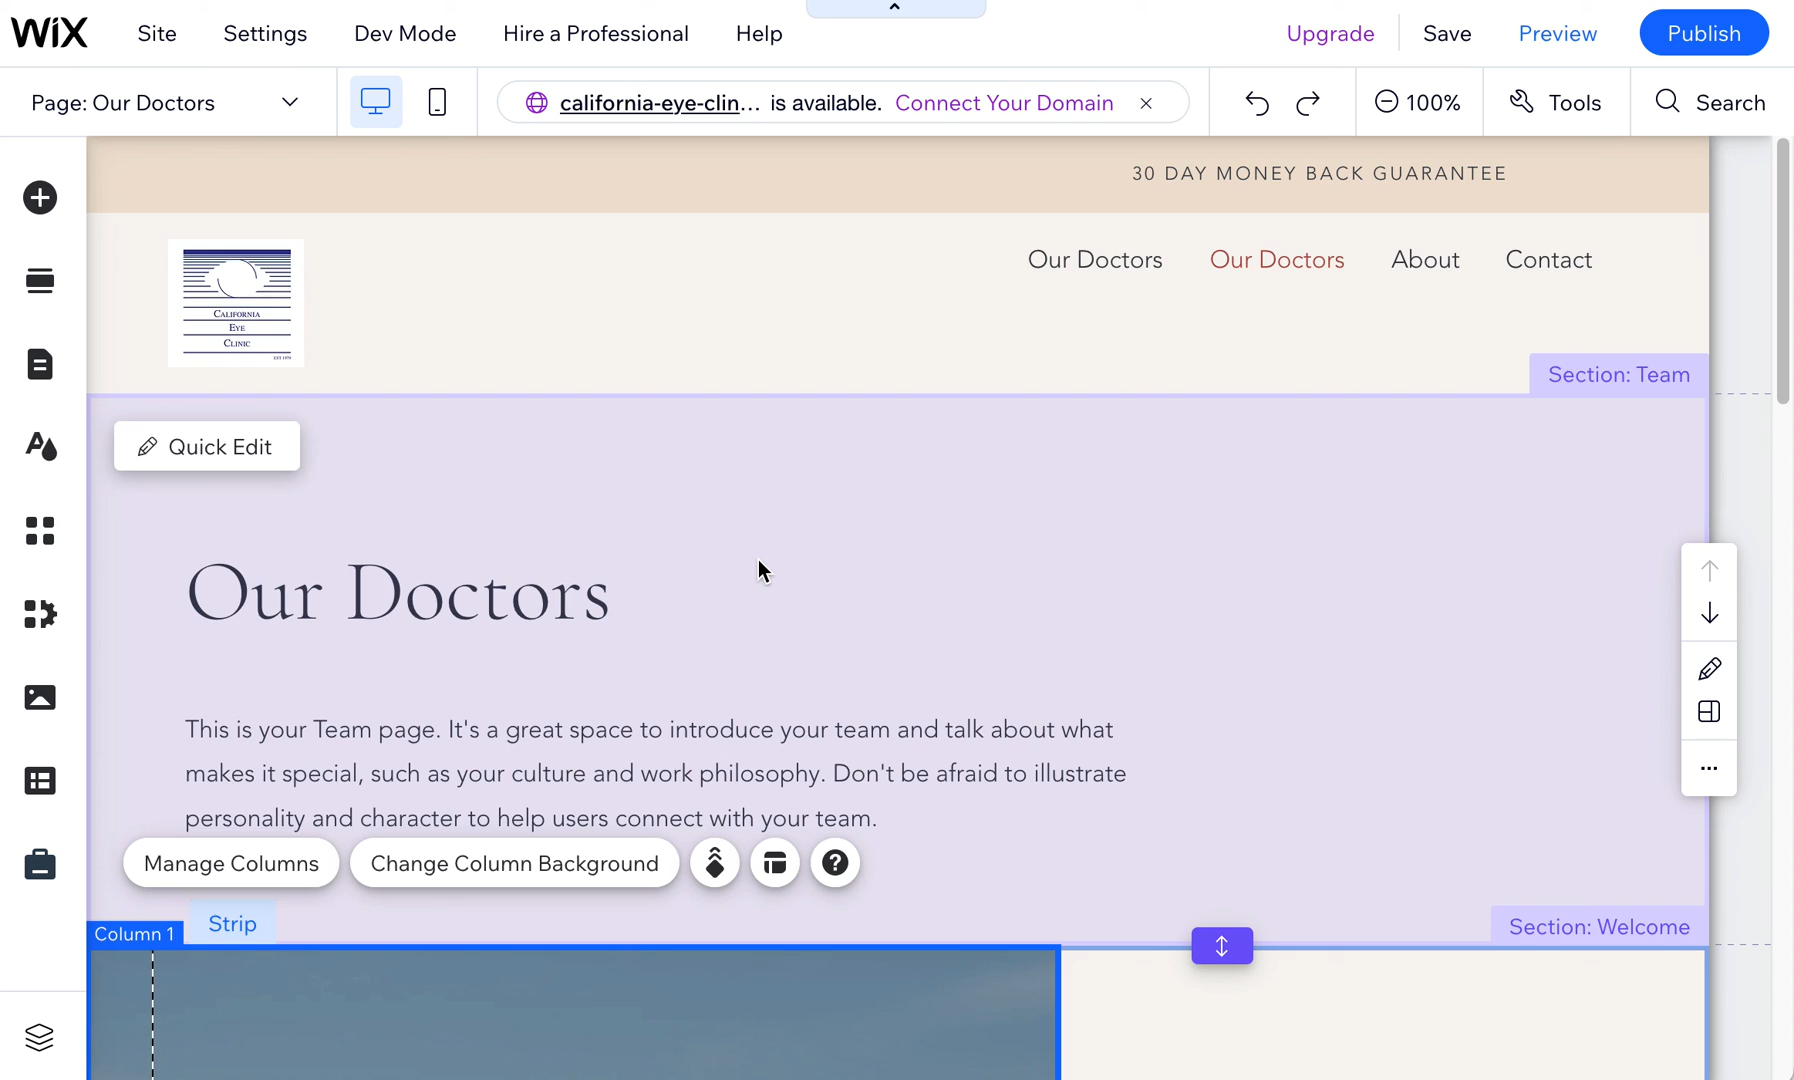 WiX
Site
Settings
Dev Mode
Hire a Professional
Help
Upgrade
Save
Preview
Publish
Page: Our Doctors
california-eye-clin... is available. Connect Your Domain
100%
Tools
Search
30 DAY MONEY BACK GUARANTEE
CALIFORNIA
EYE
CLINIC
EST 1979
Our Doctors
Our Doctors
About
Contact
Section: Team
Quick Edit
Our Doctors
This is your Team page. It's a great space to introduce your team and talk about what
makes it special, such as your culture and work philosophy. Don't be afraid to illustrate
personality and character to help users connect with your team.
Manage Columns
Change Column Background
?
Column 1
Strip
Section: Welcome